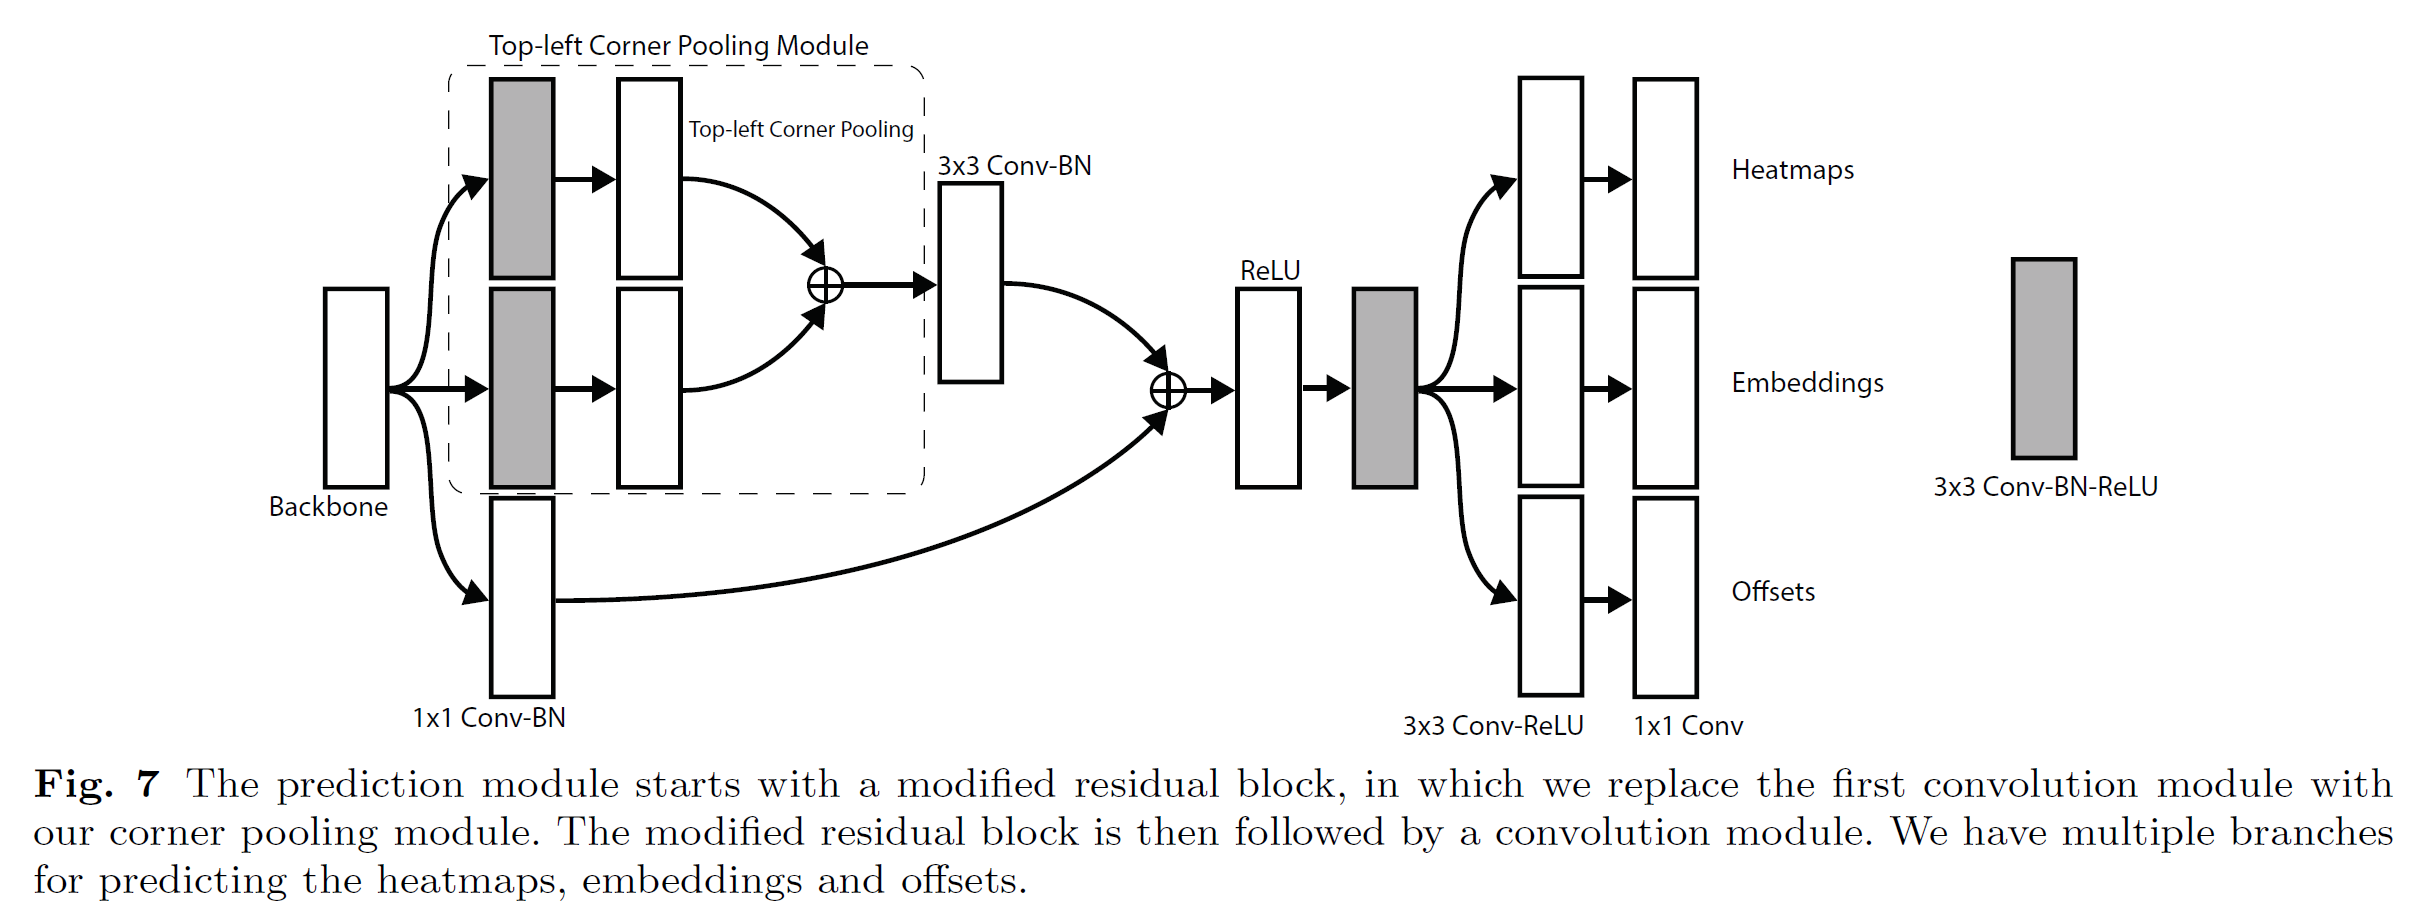 Top-left Corner Pooling Module
Top-left Corner Pooling
3x3 Conv-BN
Backbone
1x1 Conv-BN
ReLU
Heatmaps
Embeddings
Offsets
3x3 Conv-ReLU
1x1 Conv
3x3 Conv-BN-ReLU
Fig. 7 The prediction module starts with a modified residual block, in which we replace the first convolution module with
our corner pooling module. The modified residual block is then followed by a convolution module. We have multiple branches
for predicting the heatmaps, embeddings and offsets.